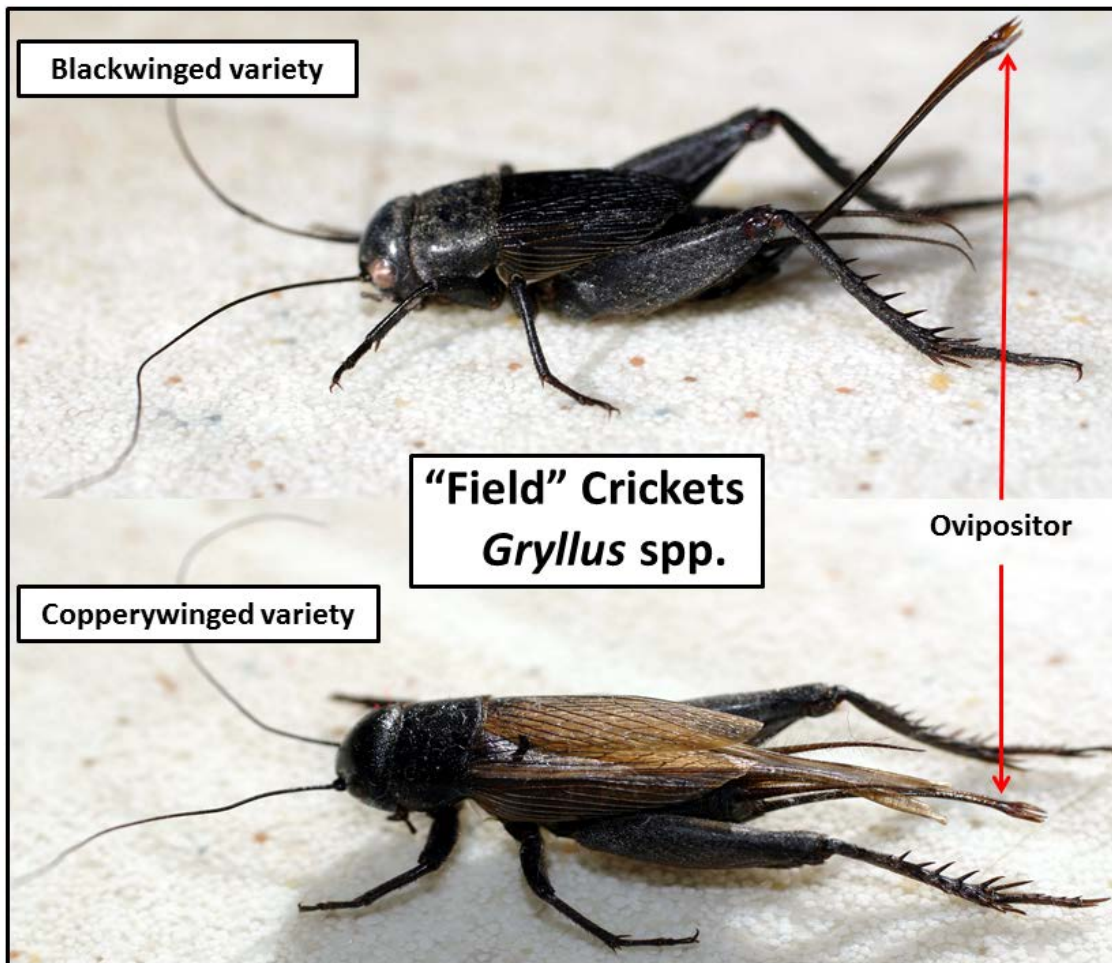 Blackwinged variety
“Field” Crickets
Gryllus spp.
Ovipositor
Copperywinged variety